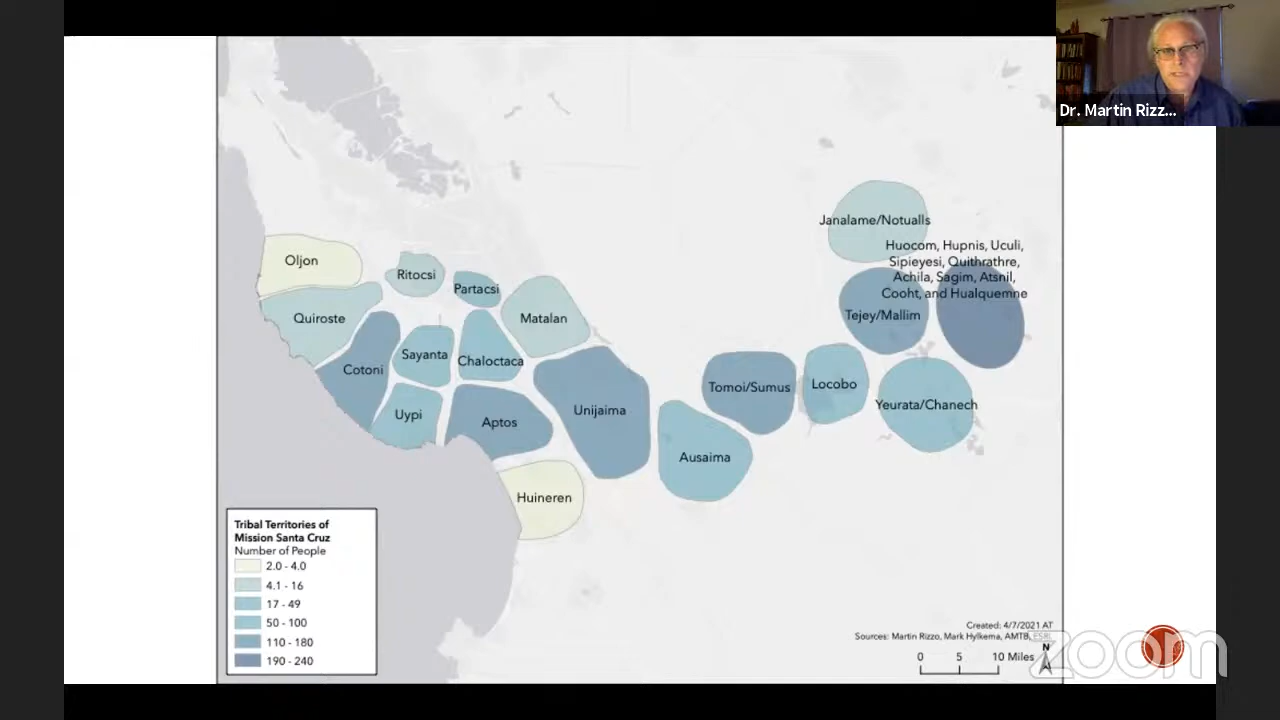 Dr. Martin Rizz...
Janalame/Notualls
Huocom, Hupnis, Uculi,
Sipieyesi, Quithrathre,
Achila, Sagim, Atsnil,
Cooht, and Hualquemne
Oljon
Ritocsi
Partacsi
Quiroste
Matalan
Tejey/Mallim
Cotoni
Sayanta
Chaloctaca
Tomoi/Sumus
Locobo
Uypi
Aptos
Unijaima
Yeurata/Chanech
Ausaima
Huineren
Tribal Territories of
Mission Santa Cruz
Number of People
2.0 - 4.0
4.1 - 16
17 - 49
50 - 100
110 - 180
190 - 240
Created: 4/7/2021 AT
Sources: Martin Rizzo, Mark Hylkema, AMTB, ESRI
N
0 5 10 Miles
zoom